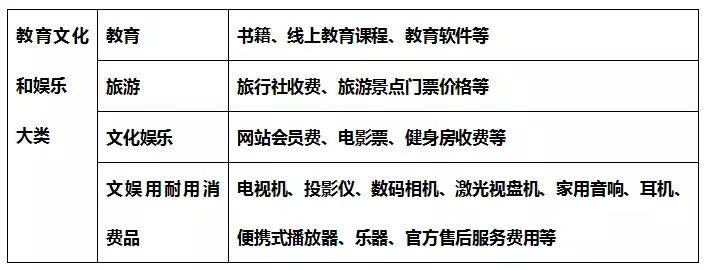 教育文化
和娱乐
大类
教育
书籍、线上教育课程、教育软件等
旅游
旅行社收费、旅游景点门票价格等
文化娱乐
网站会员费、电影票、健身房收费等
文娱用耐用消
费品
电视机、投影仪、数码相机、激光视盘机、家用音响、耳机、
便携式播放器、乐器、官方售后服务费用等